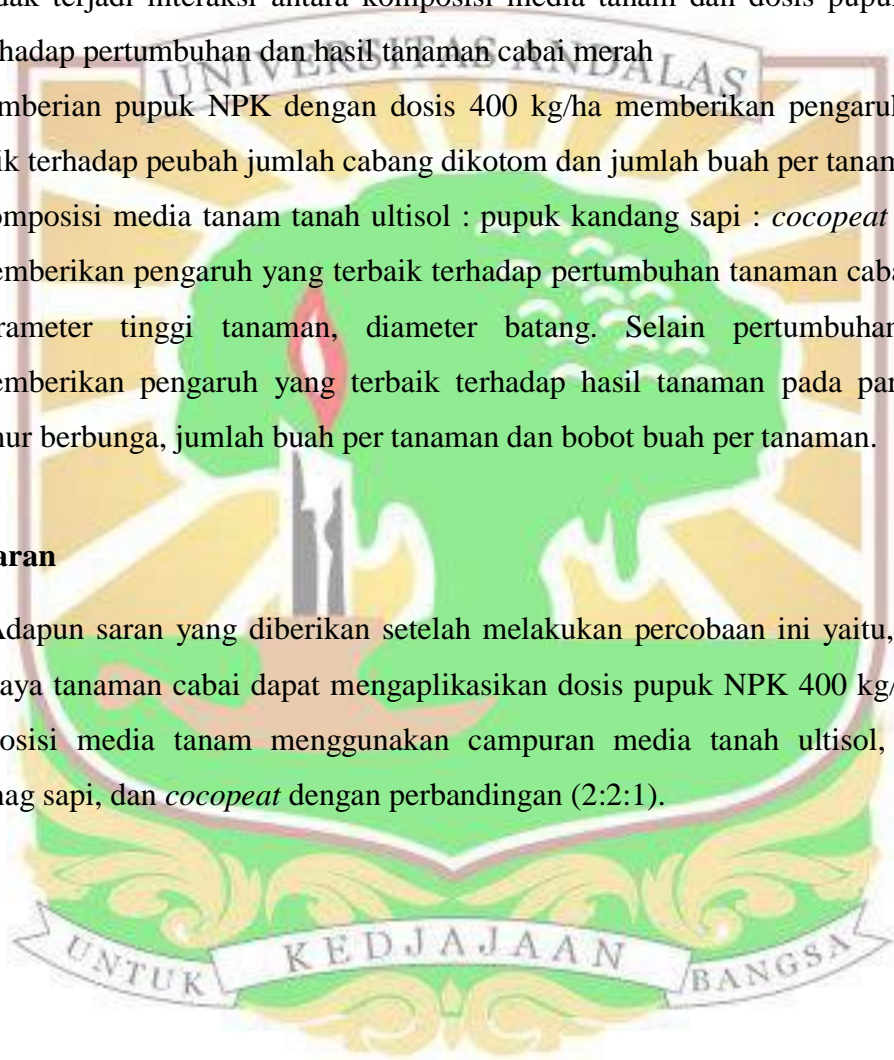 dak terjadi interaksi antara komposisi media tanam dan dosis pupu
rhadap pertumbuhan dan hasil tanaman cabai merah
UNIVERSITAS ANDALAS
emberian pupuk NPK dengan dosis 400 kg/ha memberikan pengaruh
ik terhadap peubah jumlah cabang dikotom dan jumlah buah per tanam
omposisi media tanam tanah ultisol : pupuk kandang sapi : cocopeat
emberikan pengaruh yang terbaik terhadap pertumbuhan tanaman caba
rameter tinggi tanaman, diameter batang. Selain pertumbuhan
emberikan pengaruh yang terbaik terhadap hasil tanaman pada par
nur berbunga, jumlah buah per tanaman dan bobot buah per tanaman.
aran
Adapun saran yang diberikan setelah melakukan percobaan ini yaitu,
aya tanaman cabai dapat mengaplikasikan dosis pupuk NPK 400 kg/
osisi media tanam menggunakan campuran media tanah ultisol,
nag sapi, dan cocopeat dengan perbandingan (2:2:1).
UNTUK KEDJAJAAN BANGSA